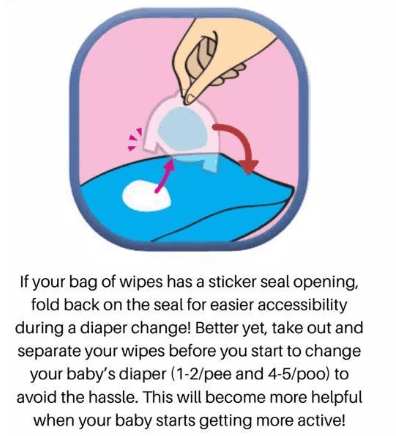 If your bag of wipes has a sticker seal opening,
fold back on the seal for easier accessibility
during a diaper change! Better yet, take out and
separate your wipes before you start to change
your baby's diaper (1-2/pee and 4-5/poo) to
avoid the hassle. This will become more helpful
when your baby starts getting more active!